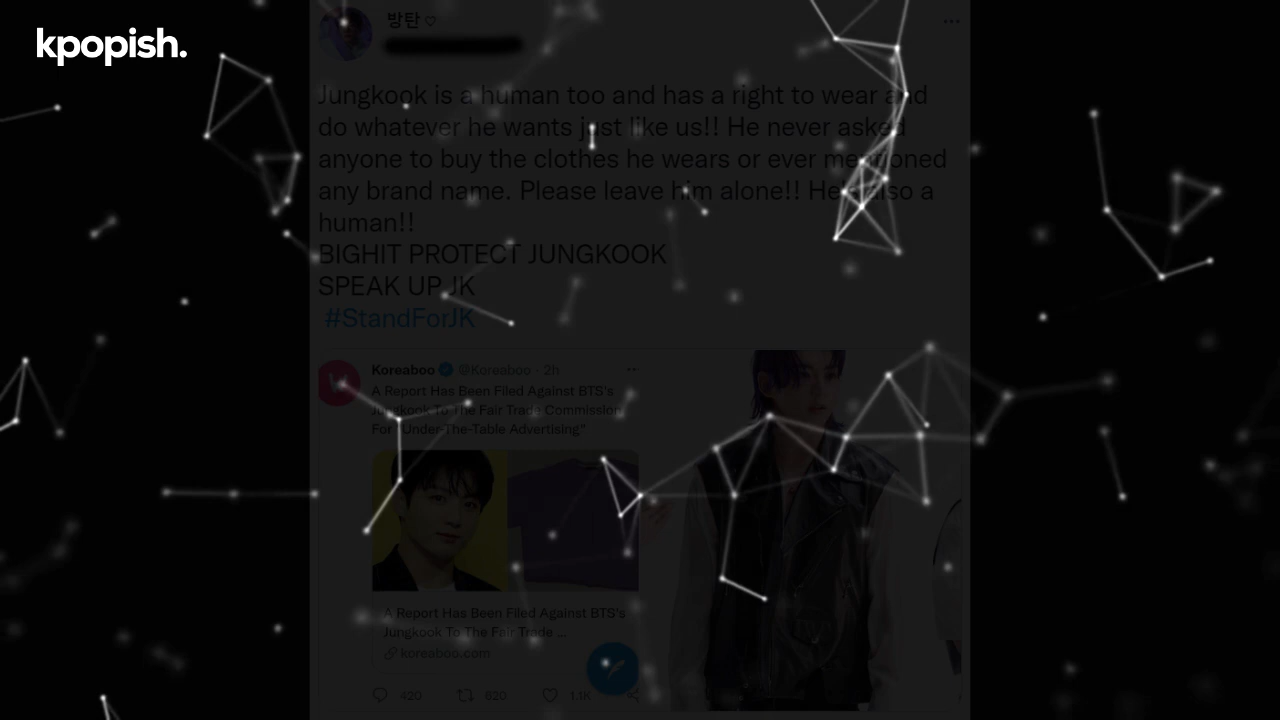 kpopish.
방탄♡
Jungkook is a human too and has a right to wear and
do whatever he wants just like us!! He never asked
anyone to buy the clothes he wears or ever mentioned
any brand name. Please leave him alone!! He is also a
human!!
BIGHIT PROTECT JUNGKOOK
SPEAK UP JK
#StandForJK
Koreaboo @Koreaboo · 2h
A Report Has Been Filed Against BTS's
Jungkook To The Fair Trade Commission
For "Under-The-Table Advertising."
A Report Has Been Filed Against BTS's
Jungkook To The Fair Trade ...
koreaboo.com
420 620 1.1K